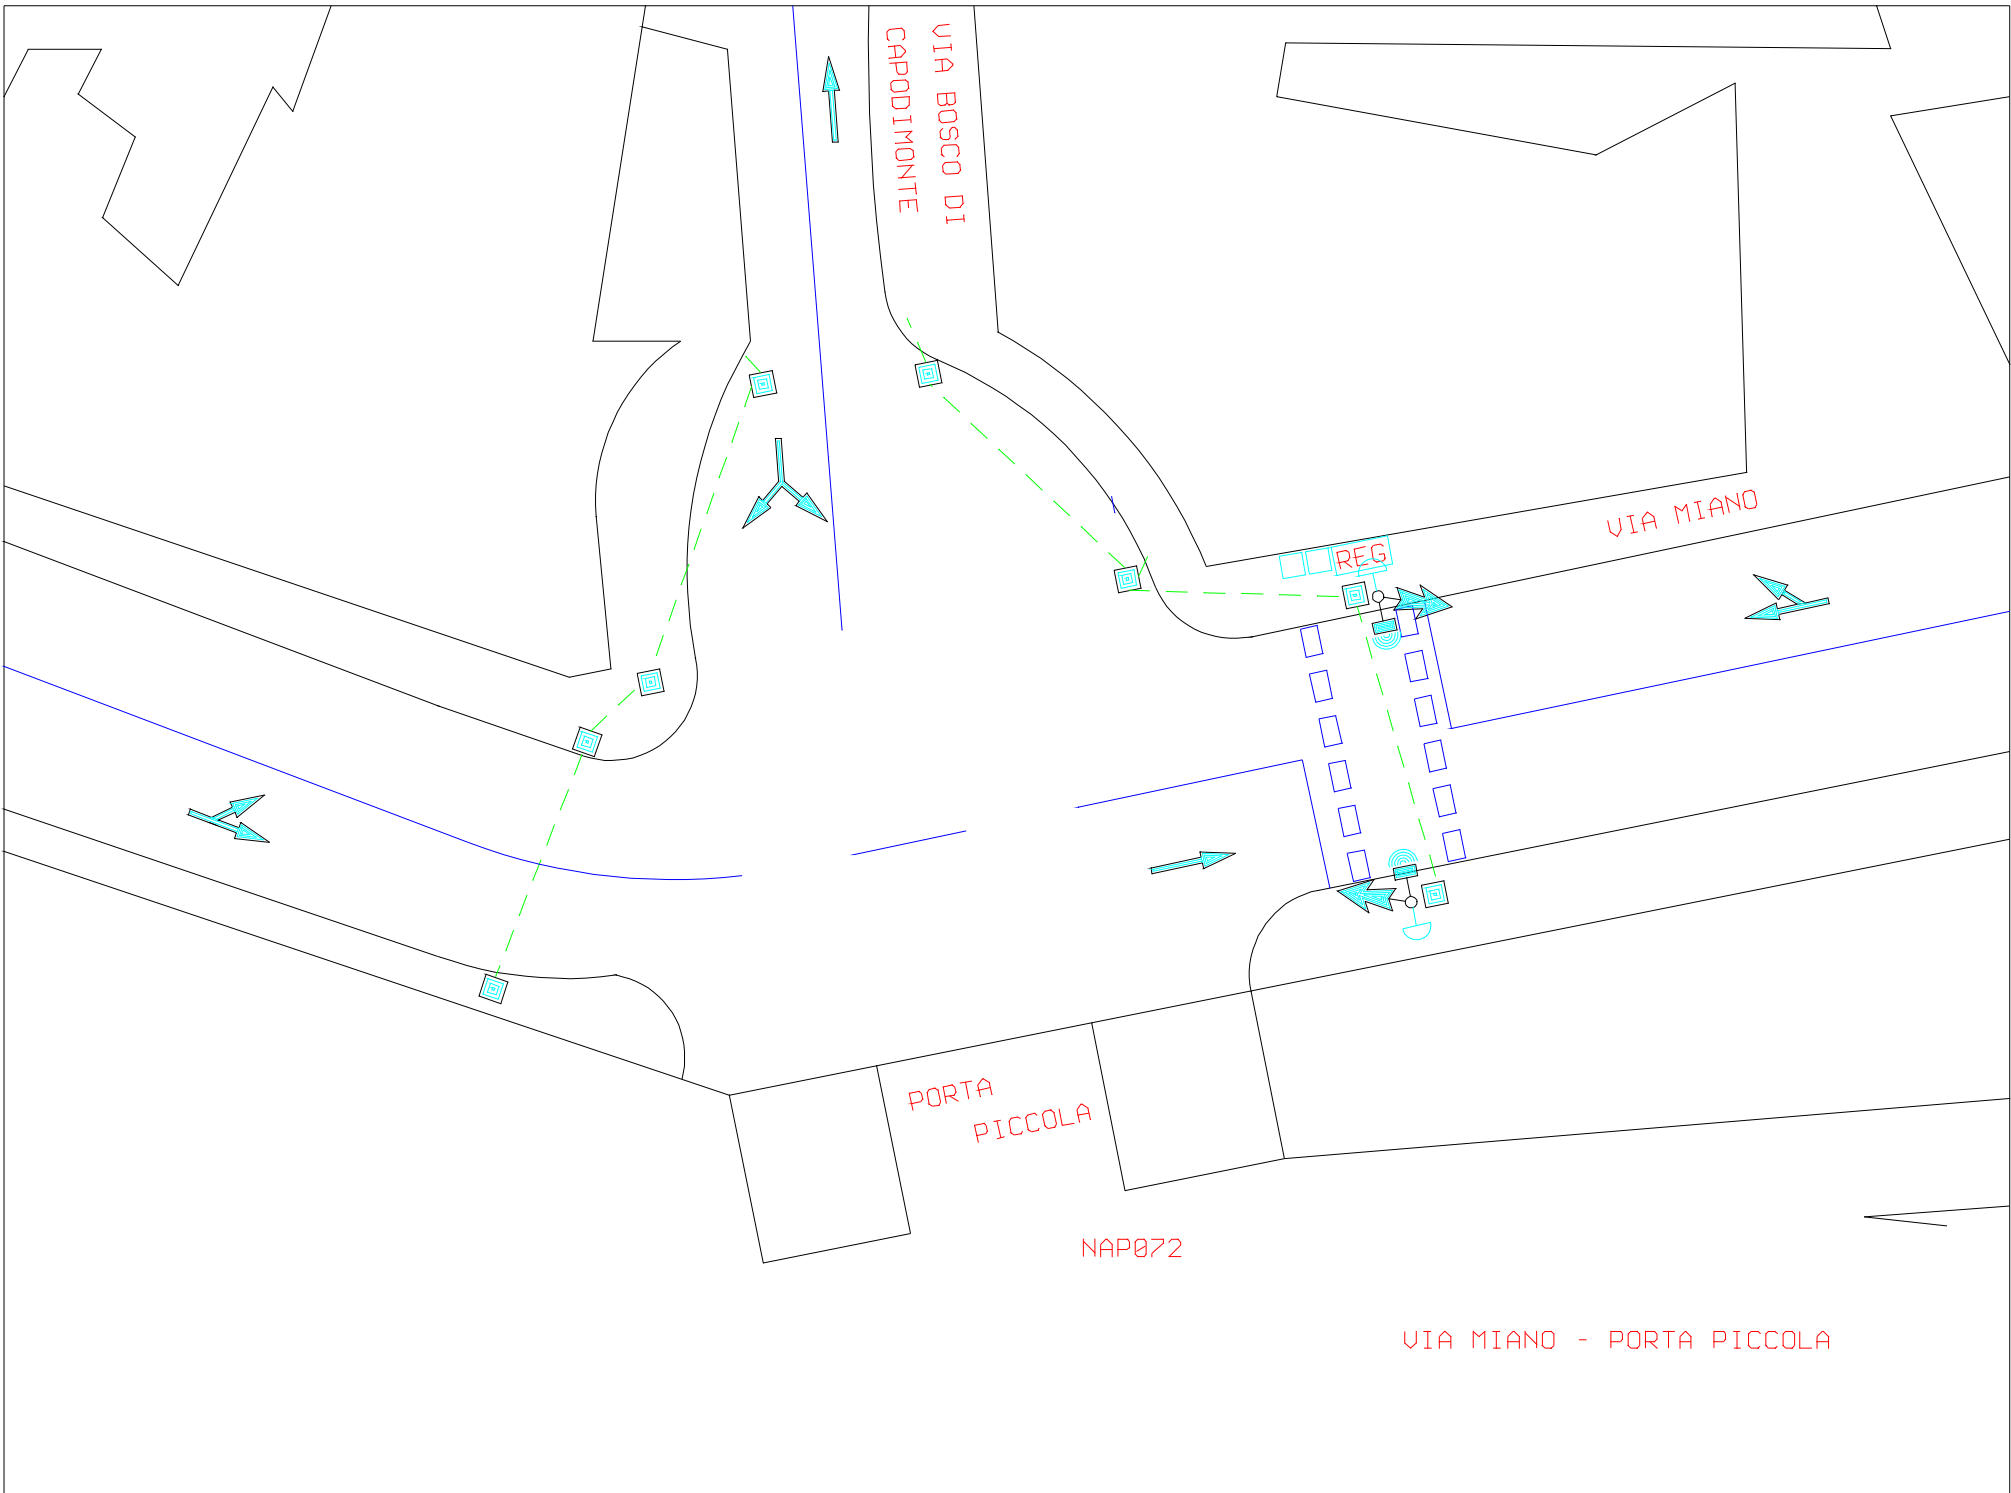 VIA BOSCO DI
CAPODIMONTE
VIA MIANO
REG
PORTA
PICCOLA
NAP072
VIA MIANO - PORTA PICCOLA